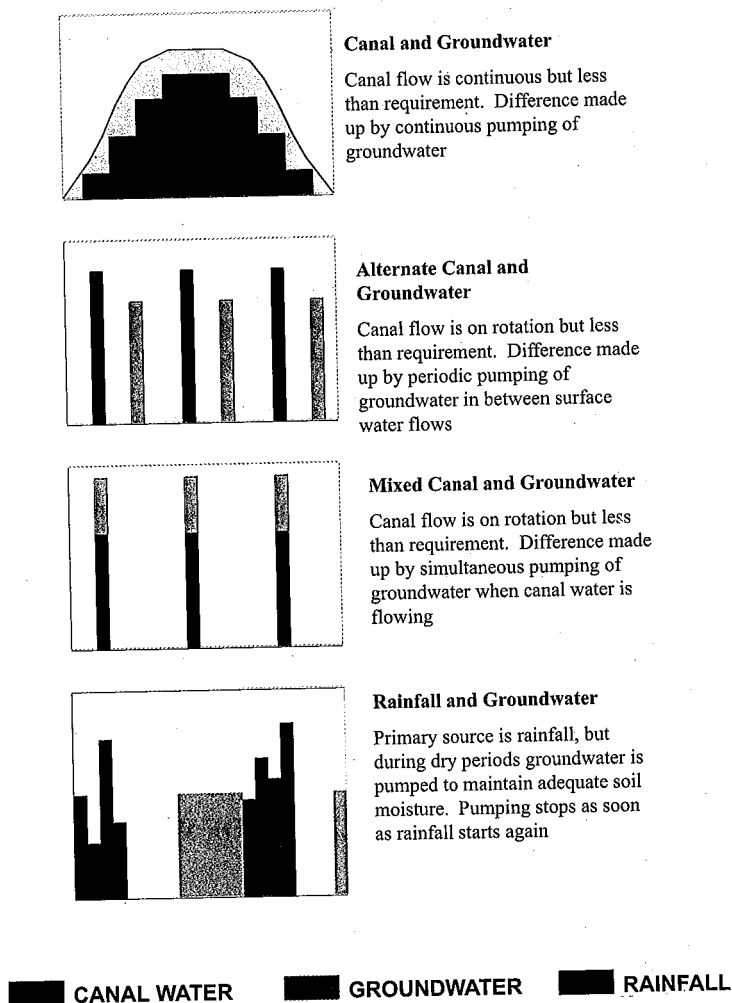 Canal and Groundwater
Canal flow is continuous but less
than requirement. Difference made
up by continuous pumping of
groundwater
Alternate Canal and
Groundwater
Canal flow is on rotation but less
than requirement. Difference made
up by periodic pumping of
groundwater in between surface
water flows
Mixed Canal and Groundwater
Canal flow is on rotation but less
than requirement. Difference made
up by simultaneous pumping of
groundwater when canal water is
flowing
Rainfall and Groundwater
Primary source is rainfall, but
during dry periods groundwater is
pumped to maintain adequate soil
moisture. Pumping stops as soon
as rainfall starts again
CANAL WATER
GROUNDWATER
RAINFALL